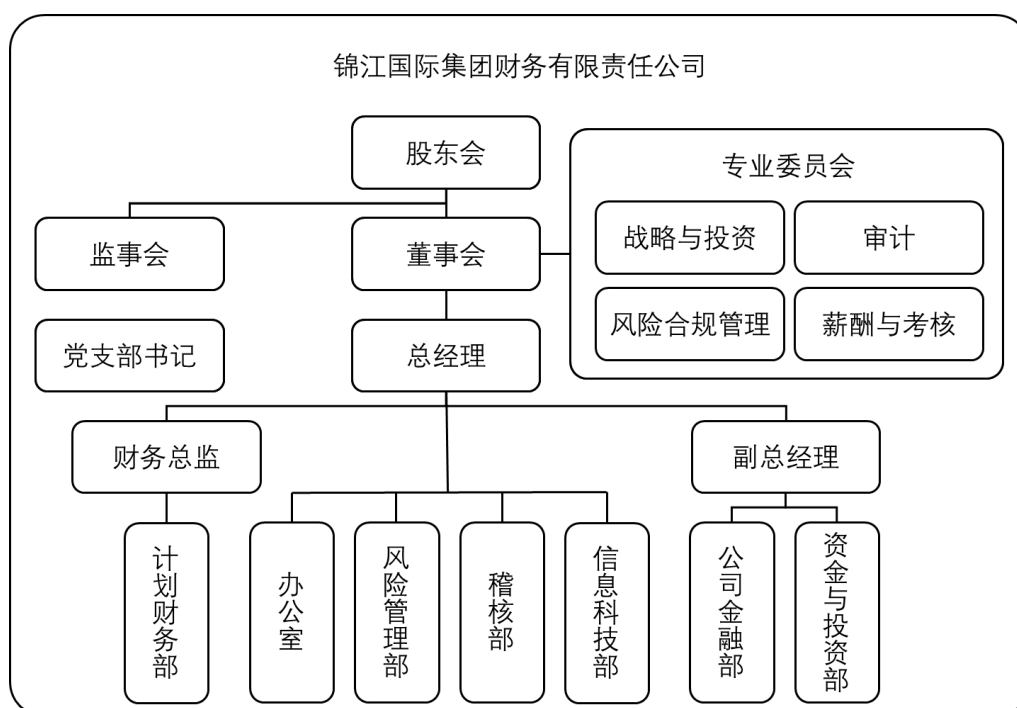 锦江国际集团财务有限责任公司
股东会
专业委员会
战略与投资
审计
监事会
董事会
风险合规管理
薪酬与考核
党支部书记
总经理
财务总监
副总经理
计划财务部
办公室
风险管理部
稽核部
信息科技部
公司金融部
资金与投资部